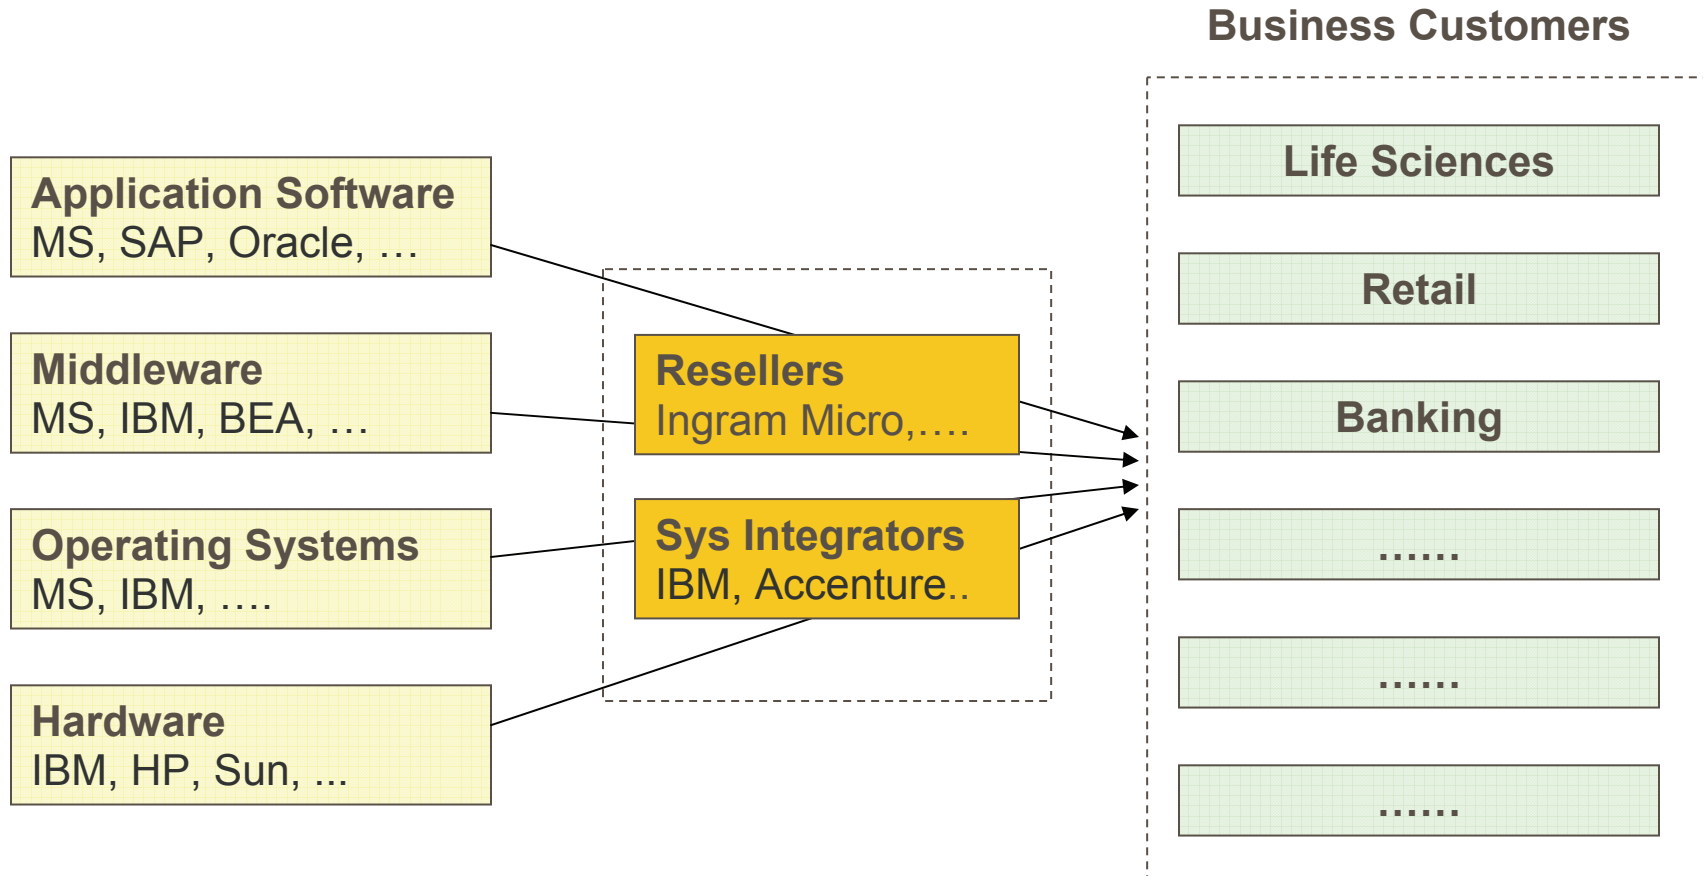 Business Customers
Application Software
MS, SAP, Oracle, …
Middleware
MS, IBM, BEA, …
Operating Systems
MS, IBM, ….
Hardware
IBM, HP, Sun, ...
Resellers
Ingram Micro,….
Sys Integrators
IBM, Accenture..
Life Sciences
Retail
Banking
……
……
……